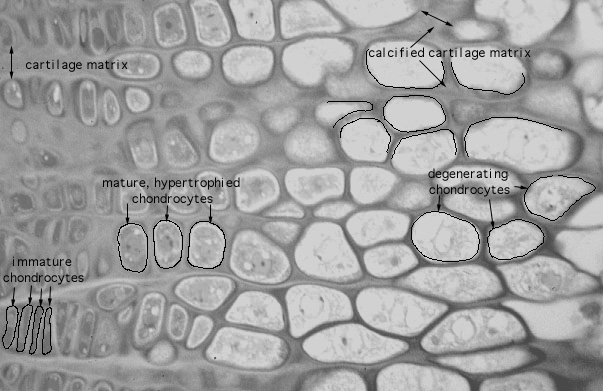 calcified cartilage matrix
cartilage matrix
degenerating
chondrocytes
mature, hypertrophied
chondrocytes
immature
chondrocytes